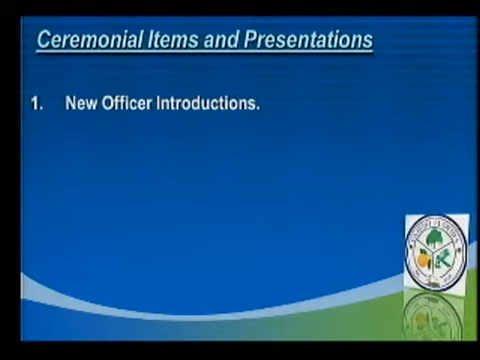 Ceremonial Items and Presentations
1. New Officer Introductions.